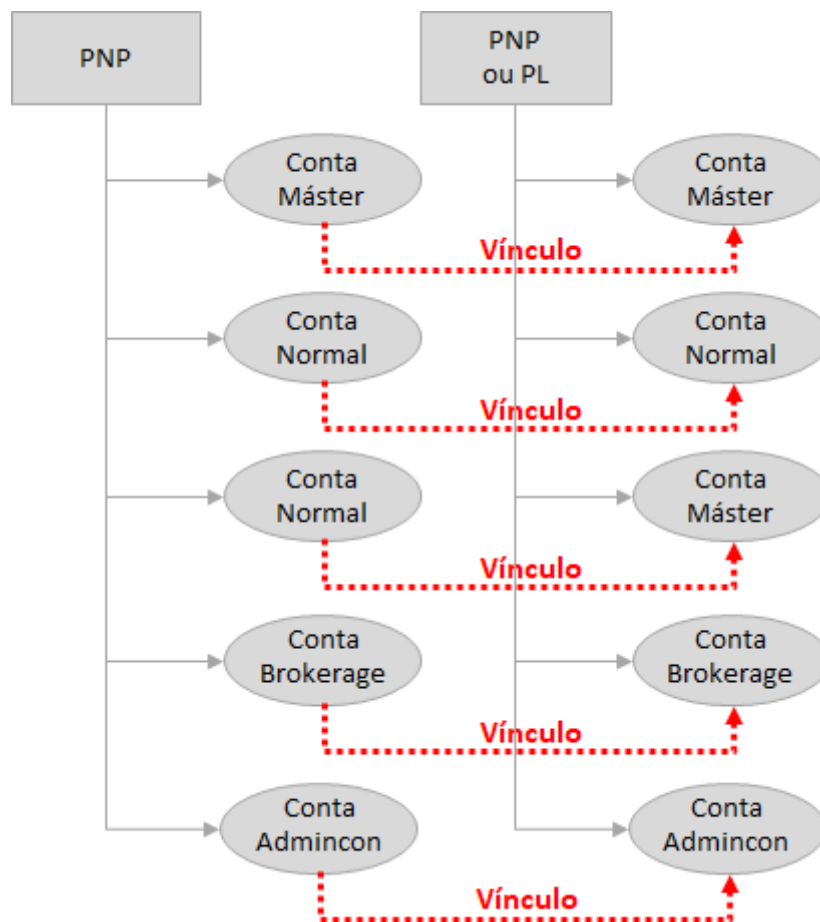 PNP
PNP
ou PL
Conta
Máster
Conta
Máster
Vínculo
Conta
Normal
Conta
Normal
Vínculo
Conta
Normal
Conta
Máster
Vínculo
Conta
Brokerage
Conta
Brokerage
Vínculo
Conta
Admincon
Conta
Admincon
Vínculo